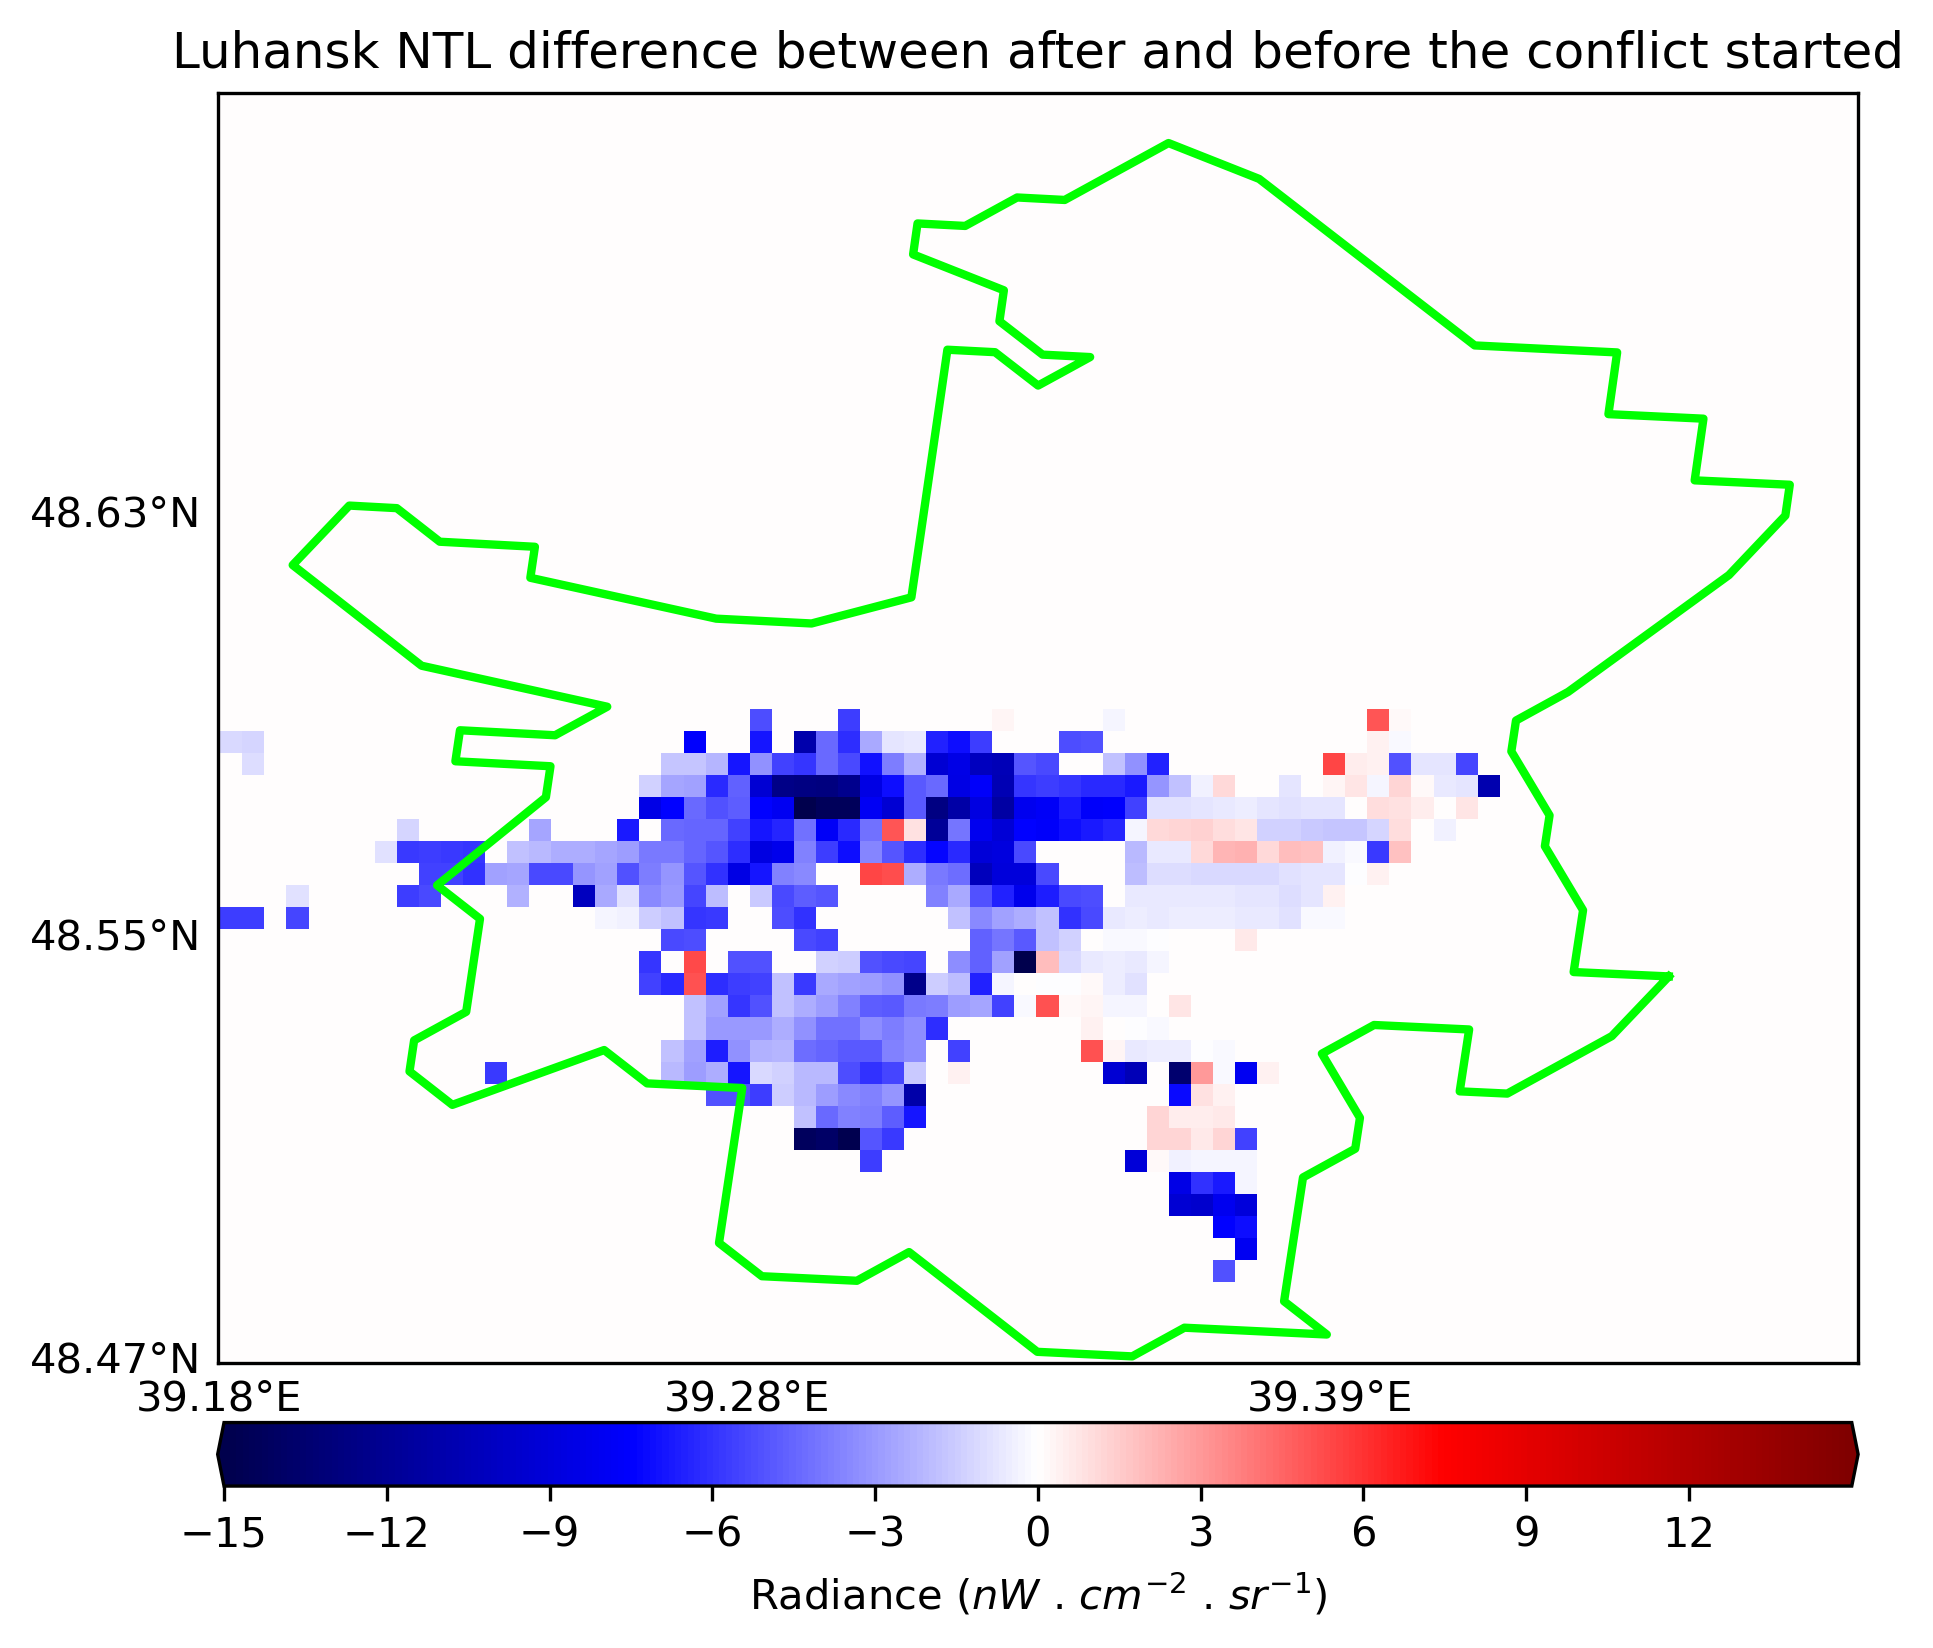 Luhansk NTL difference between after and before the conflict started
48.63°N
48.55°N
48.47°N
39.18°E 39.28°E 39.39°E
−15 −12 −9 −6 −3 0 3 6 9 12
Radiance (nW . cm⁻² . sr⁻¹)